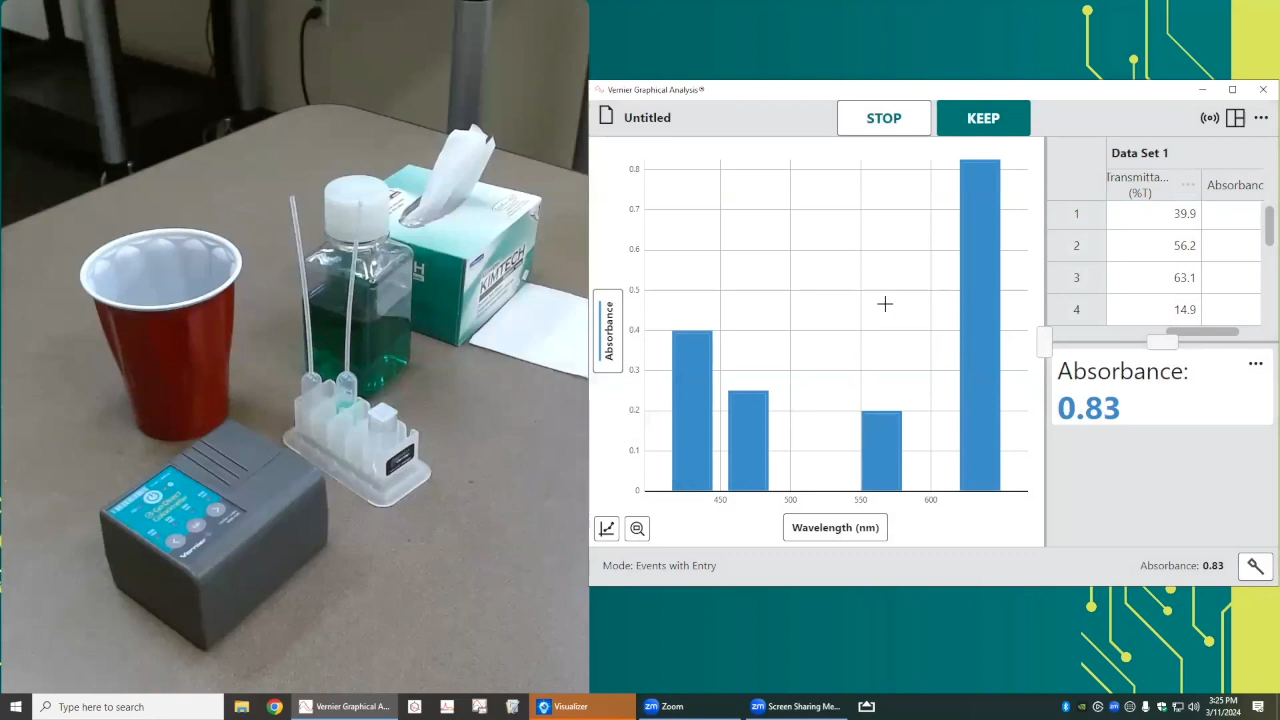 KIMTECH
Vernier
Vernier Graphical Analysis®
Untitled
STOP
KEEP
Data Set 1
Transmitta...
(%T)
Absorbanc
1 39.9
2 56.2
3 63.1
4 14.9
Absorbance:
0.83
0.8
0.7
0.6
0.5
0.4
0.3
0.2
0.1
0
Absorbance
450 500 550 600
Wavelength (nm)
Mode: Events with Entry
Absorbance: 0.83
Type here to search
Vernier Graphical A...
Visualizer
zm Zoom
zm Screen Sharing Me...
3:25 PM
3/11/2024